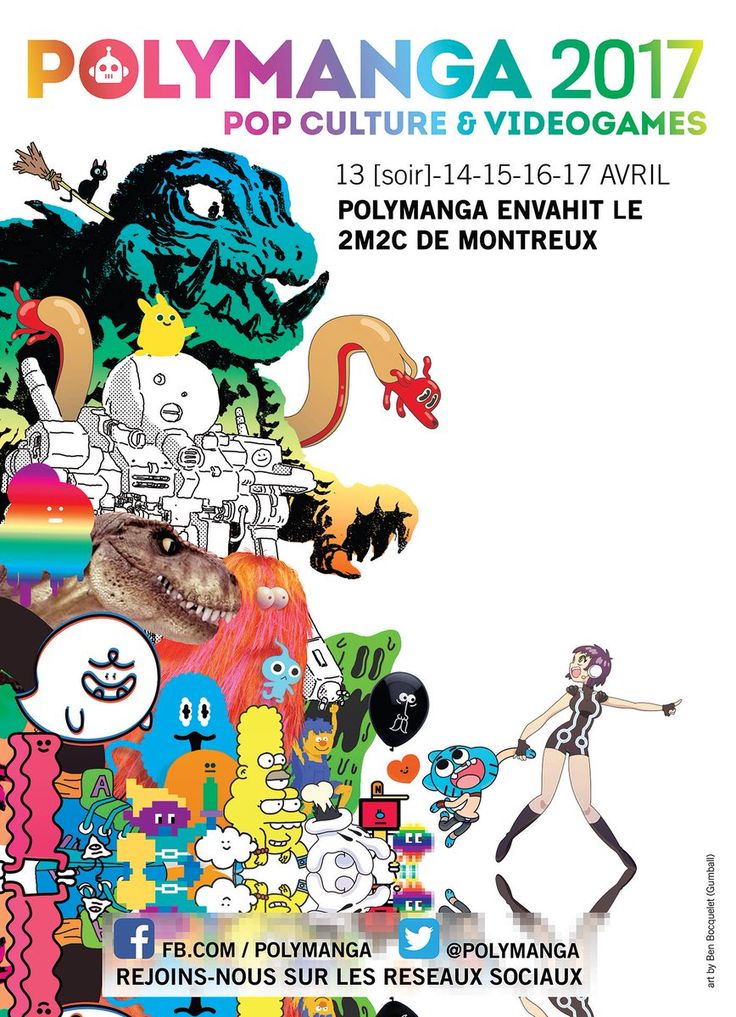 POLYMANGA 2017
POP CULTURE & VIDEOGAMES
13 [soir]-14-15-16-17 AVRIL
POLYMANGA ENVAHIT LE
2M2C DE MONTREUX
A
N
FB.COM / POLYMANGA
@POLYMANGA
REJOINS-NOUS SUR LES RESEAUX SOCIAUX
art by Ben Bocquelet (Gumball)